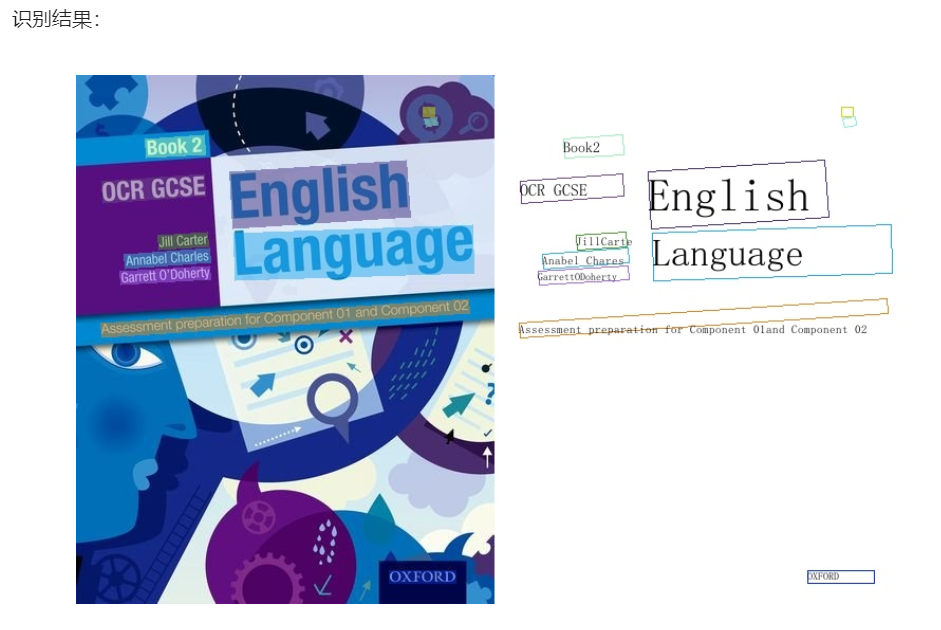 识别结果：
Book 2
OCR GCSE
English
Language
Jill Carter
Annabel Charles
Garrett O'Doherty
Assessment preparation for Component 01 and Component 02
OXFORD
Book2
OCR GCSE
English
Language
JillCarte
Anabel Chares
GarrettODoherty
Assessment preparation for Component 01and Component 02
OXFORD